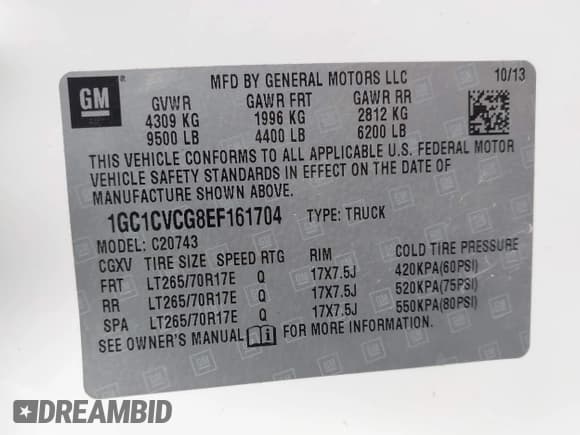 GM
MFD BY GENERAL MOTORS LLC 10/13
GVWR GAWR FRT GAWR RR
4309 KG 1996 KG 2812 KG
9500 LB 4400 LB 6200 LB
THIS VEHICLE CONFORMS TO ALL APPLICABLE U.S. FEDERAL MOTOR
VEHICLE SAFETY STANDARDS IN EFFECT ON THE DATE OF
MANUFACTURE SHOWN ABOVE.
1GC1CVCG8EF161704 TYPE: TRUCK
MODEL: C20743
CGXV TIRE SIZE SPEED RTG RIM COLD TIRE PRESSURE
FRT LT265/70R17E Q 17X7.5J 420KPA(60PSI)
RR LT265/70R17E Q 17X7.5J 520KPA(75PSI)
SPA LT265/70R17E Q 17X7.5J 550KPA(80PSI)
SEE OWNER'S MANUAL FOR MORE INFORMATION.
DREAMBID